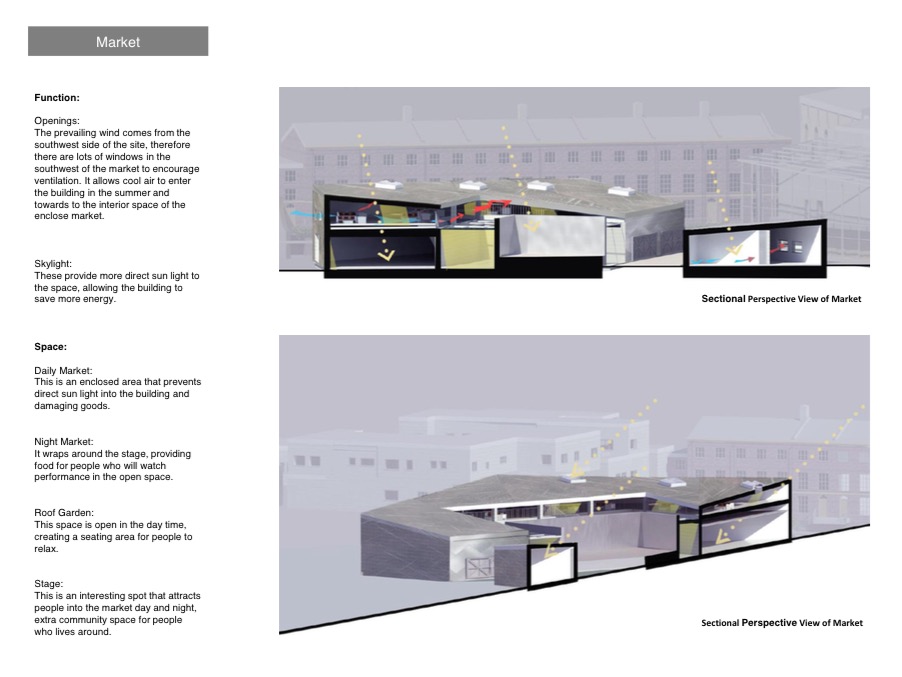 Market
Function:
Openings:
The prevailing wind comes from the
southwest side of the site, therefore
there are lots of windows in the
southwest of the market to encourage
ventilation. It allows cool air to enter
the building in the summer and
towards to the interior space of the
enclose market.
Skylight:
These provide more direct sun light to
the space, allowing the building to
save more energy.
Sectional Perspective View of Market
Space:
Daily Market:
This is an enclosed area that prevents
direct sun light into the building and
damaging goods.
Night Market:
It wraps around the stage, providing
food for people who will watch
performance in the open space.
Roof Garden:
This space is open in the day time,
creating a seating area for people to
relax.
Stage:
This is an interesting spot that attracts
people into the market day and night,
extra community space for people
who lives around.
Sectional Perspective View of Market